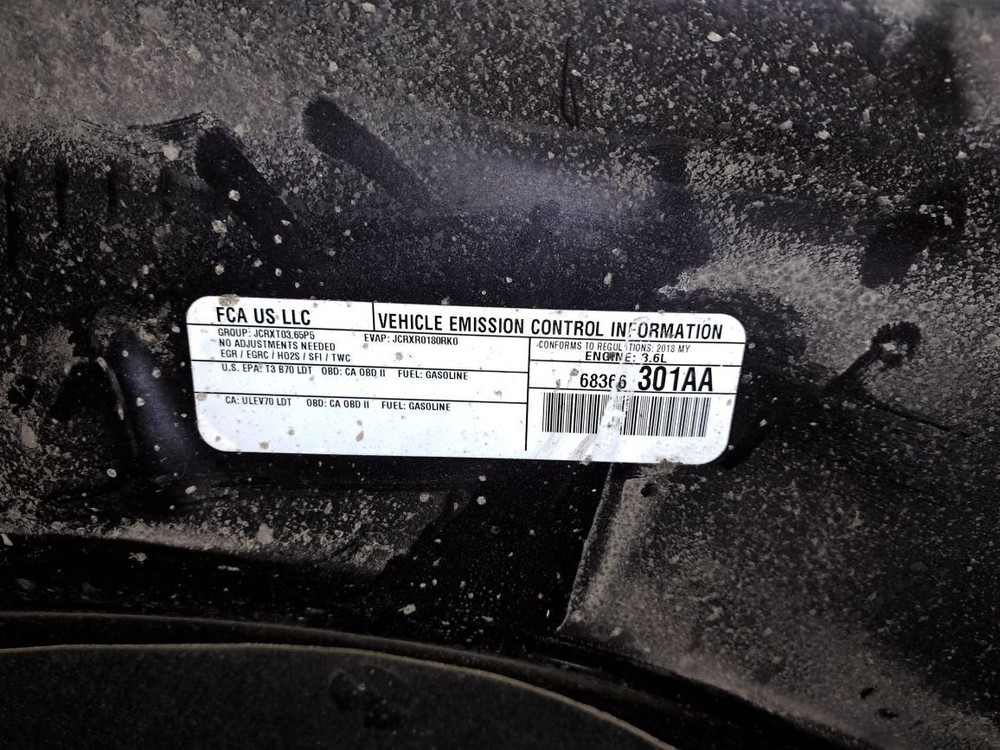 FCA US LLC
VEHICLE EMISSION CONTROL INFORMATION
GROUP: JCRXT03.65P5 EVAP: JCRXR0180RK0
NO ADJUSTMENTS NEEDED
EGR / EGRC / HO2S / SFI / TWC
U.S. EPA: T3 B70 LDT OBD: CA OBD II FUEL: GASOLINE
CA: ULEV70 LDT OBD: CA OBD II FUEL: GASOLINE
CONFORMS TO REGULATIONS: 2018 MY
ENGINE: 3.6L
68366 301AA